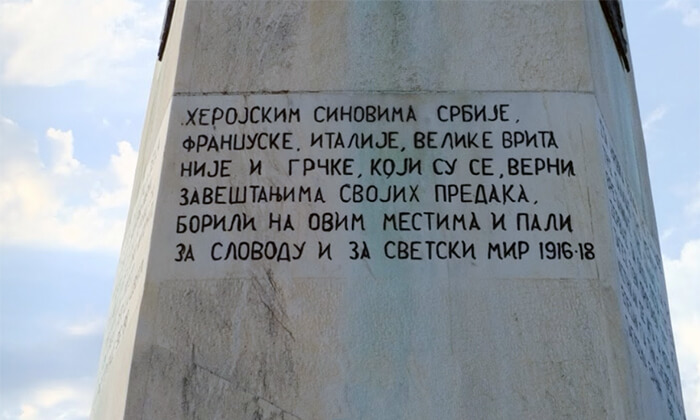 ХЕРОЈСКИМ СИНОВИМА СРБИЈЕ,
ФРАНЦУСКЕ, ИТАЛИЈЕ, ВЕЛИКЕ ВРИТА
НИЈЕ И ГРЧКЕ, КОЈИ СУ СЕ, ВЕРНИ
ЗАВЕШТАЊИМА СВОЈИХ ПРЕДАКА,
БОРИЛИ НА ОВИМ МЕСТИМА И ПАЛИ
ЗА СЛОВОДУ И ЗА СВЕТСКИ МИР 1916-18